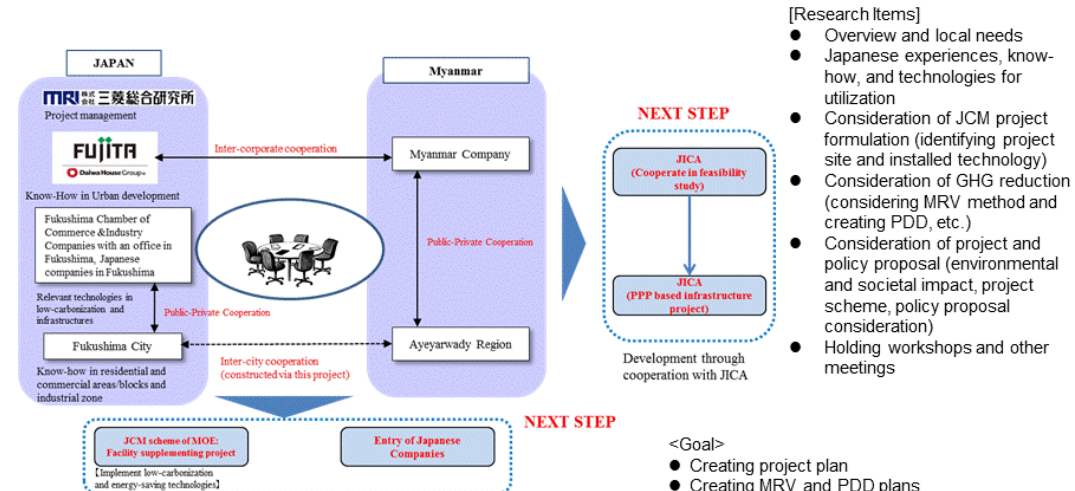 JAPAN
MRI 株式会社 三菱総合研究所
Project management
FUJITA
Daiwa House Group®
Know-How in Urban development
Fukushima Chamber of
Commerce &Industry
Companies with an office in
Fukushima, Japanese
companies in Fukushima
Relevant technologies in
low-carbonization and
infrastructures
Public-Private Cooperation
Fukushima City
Know-how in residential and
commercial areas/blocks and
industrial zone
Inter-corporate cooperation
Inter-city cooperation
(constructed via this project)
Myanmar
Myanmar Company
Public-Private Cooperation
Ayeyarwady Region
NEXT STEP
JICA
(Cooperate in feasibility
study)
JICA
(PPP based infrastructure
project)
Development through
cooperation with JICA
NEXT STEP
JCM scheme of MOE:
Facility supplementing project
【Implement low-carbonization
and energy-saving technologies】
Entry of Japanese
Companies
[Research Items]
● Overview and local needs
● Japanese experiences, know-
how, and technologies for
utilization
● Consideration of JCM project
formulation (identifying project
site and installed technology)
● Consideration of GHG reduction
(considering MRV method and
creating PDD, etc.)
● Consideration of project and
policy proposal (environmental
and societal impact, project
scheme, policy proposal
consideration)
● Holding workshops and other
meetings
<Goal>
● Creating project plan
● Creating MRV and PDD plans